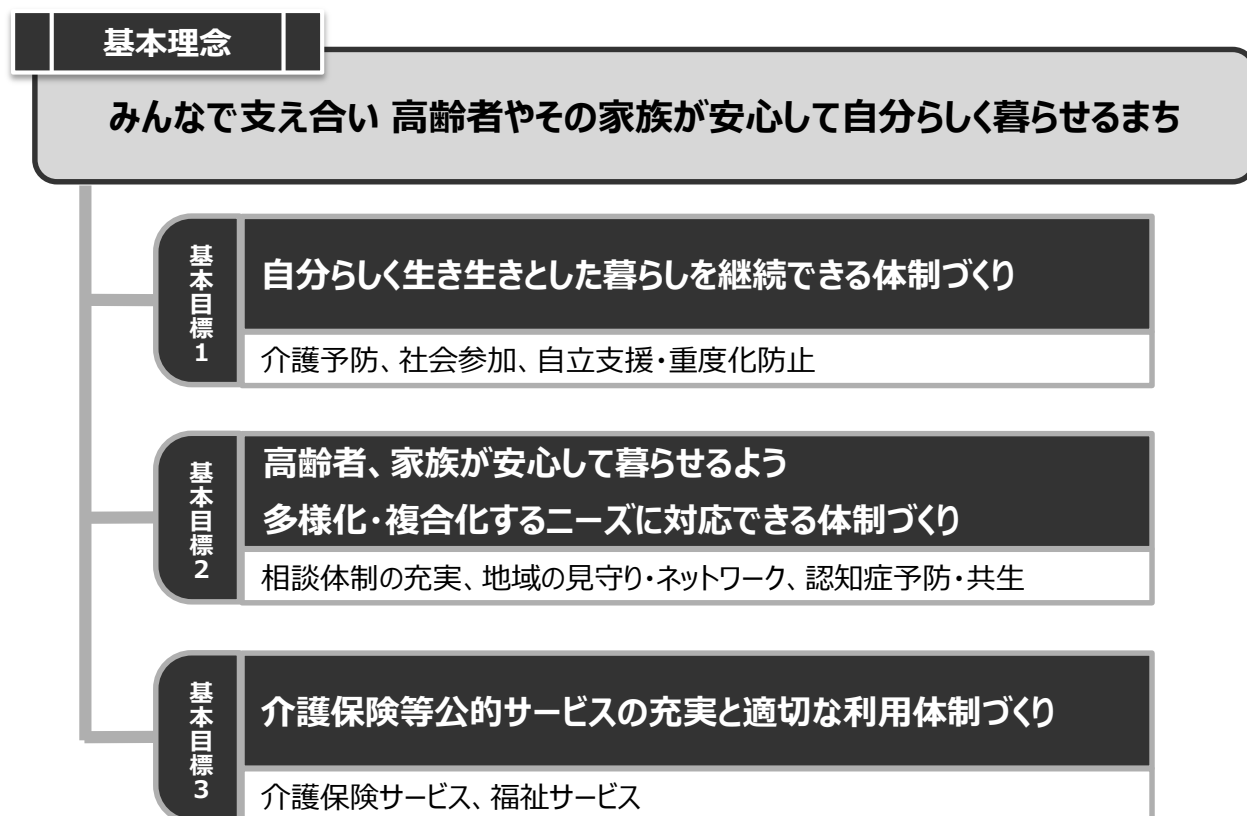 基本理念
みんなで支え合い 高齢者やその家族が安心して自分らしく暮らせるまち
基本目標1
自分らしく生き生きとした暮らしを継続できる体制づくり
介護予防、社会参加、自立支援・重度化防止
基本目標2
高齢者、家族が安心して暮らせるよう
多様化・複合化するニーズに対応できる体制づくり
相談体制の充実、地域の見守り・ネットワーク、認知症予防・共生
基本目標3
介護保険等公的サービスの充実と適切な利用体制づくり
介護保険サービス、福祉サービス